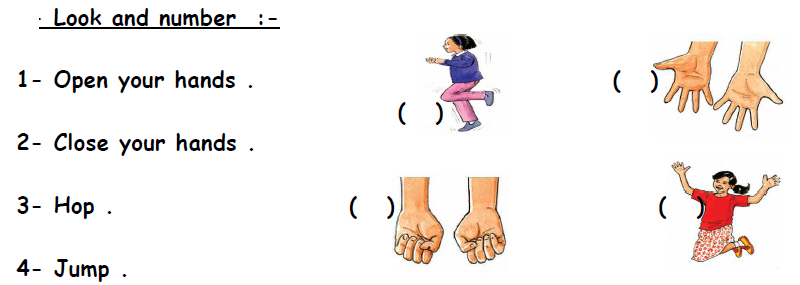 . Look and number :-
1- Open your hands .
( )
( )
2- Close your hands .
3- Hop .
( )
( )
4- Jump .